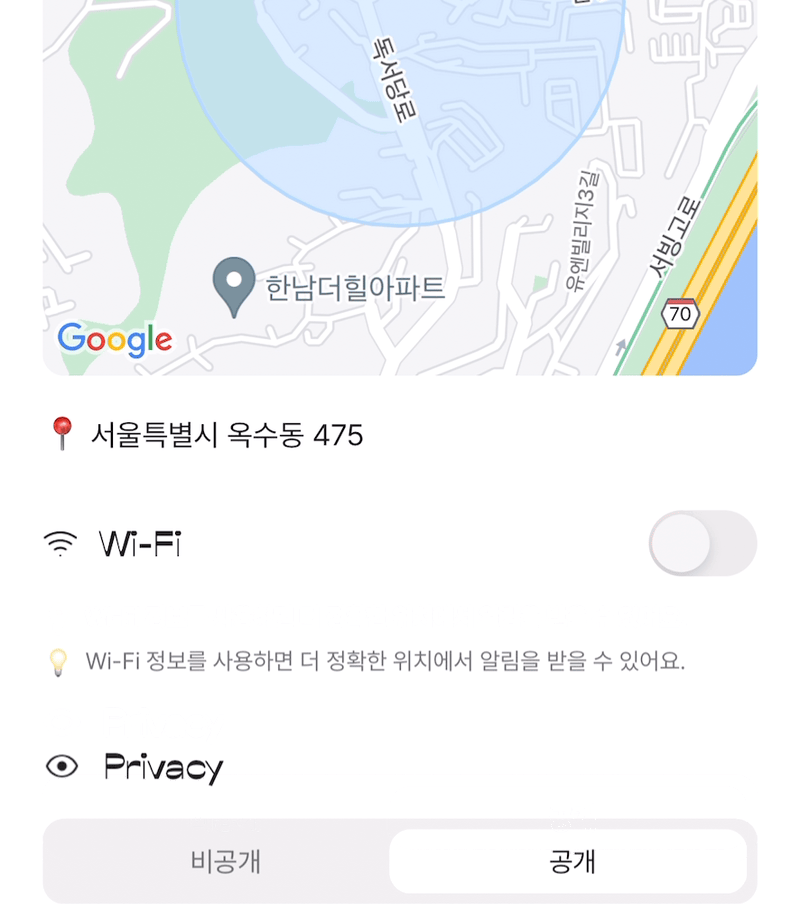 독서당로
유엔빌리지3길
서빙고로
한남더힐아파트
70
Google
서울특별시 옥수동 475
Wi-Fi
Wi-Fi 정보를 사용하면 더 정확한 위치에서 알림을 받을 수 있어요.
Privacy
비공개
공개